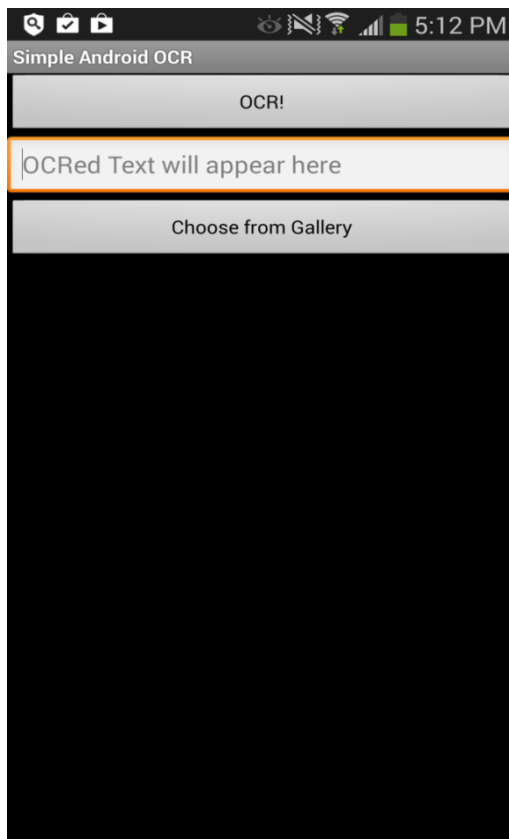 5:12 PM
Simple Android OCR
OCR!
OCRed Text will appear here
Choose from Gallery